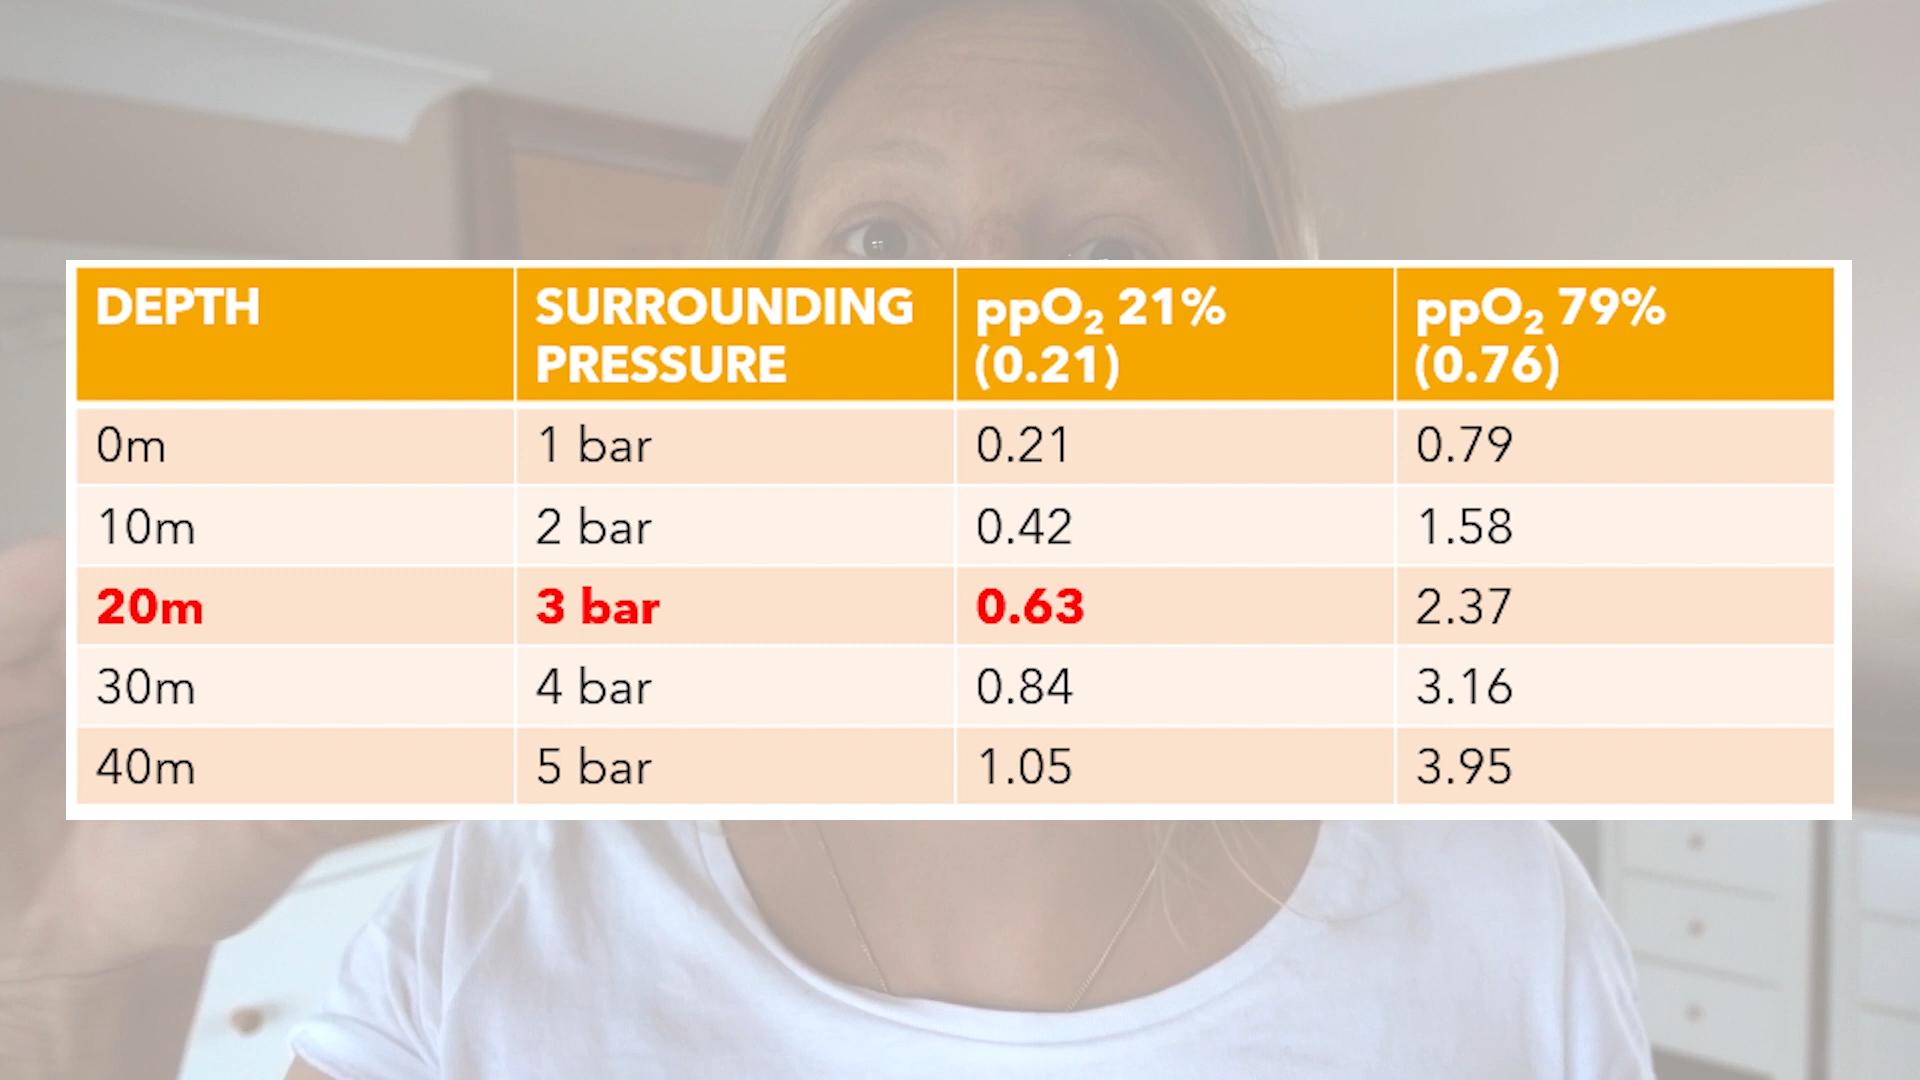 DEPTH SURROUNDING PRESSURE ppO₂ 21% (0.21) ppO₂ 79% (0.76)
0m 1 bar 0.21 0.79
10m 2 bar 0.42 1.58
20m 3 bar 0.63 2.37
30m 4 bar 0.84 3.16
40m 5 bar 1.05 3.95